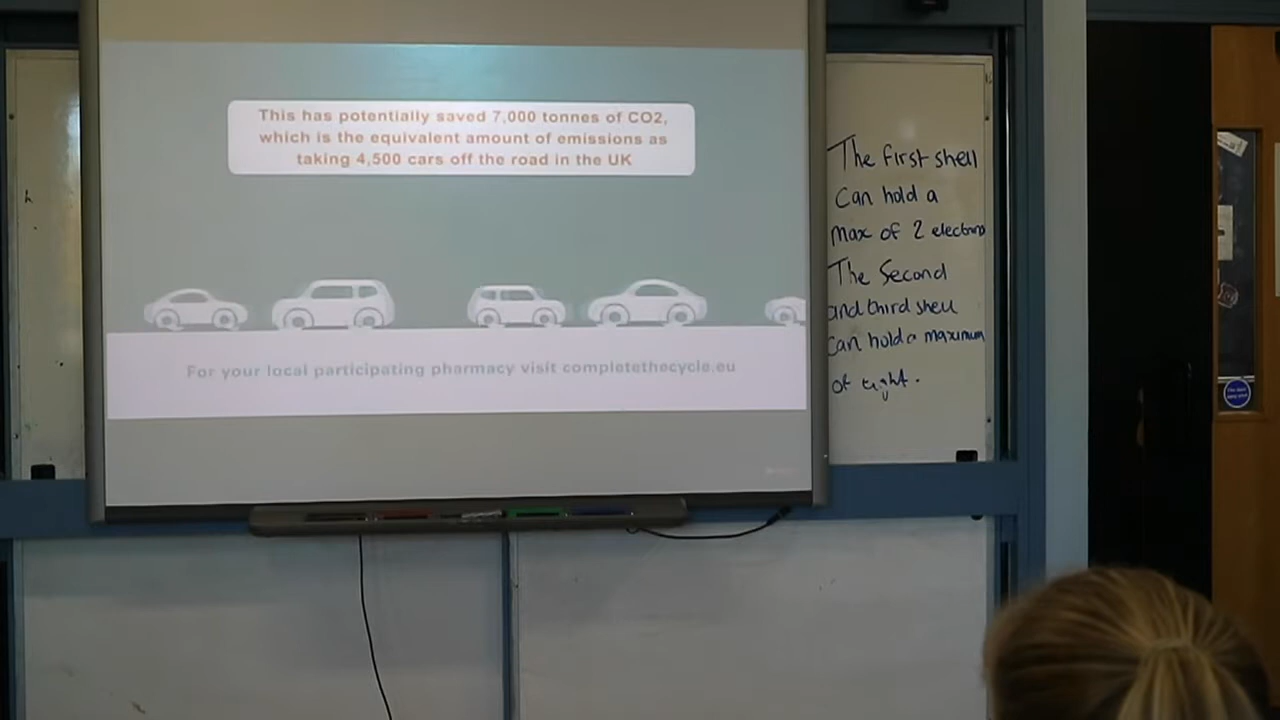 This has potentially saved 7,000 tonnes of CO2,
which is the equivalent amount of emissions as
taking 4,500 cars off the road in the UK
For your local participating pharmacy visit completethecycle.eu
The first shell
Can hold a
Max of 2 electrons
The Second
and third shell
Can hold a maximum
of eight.